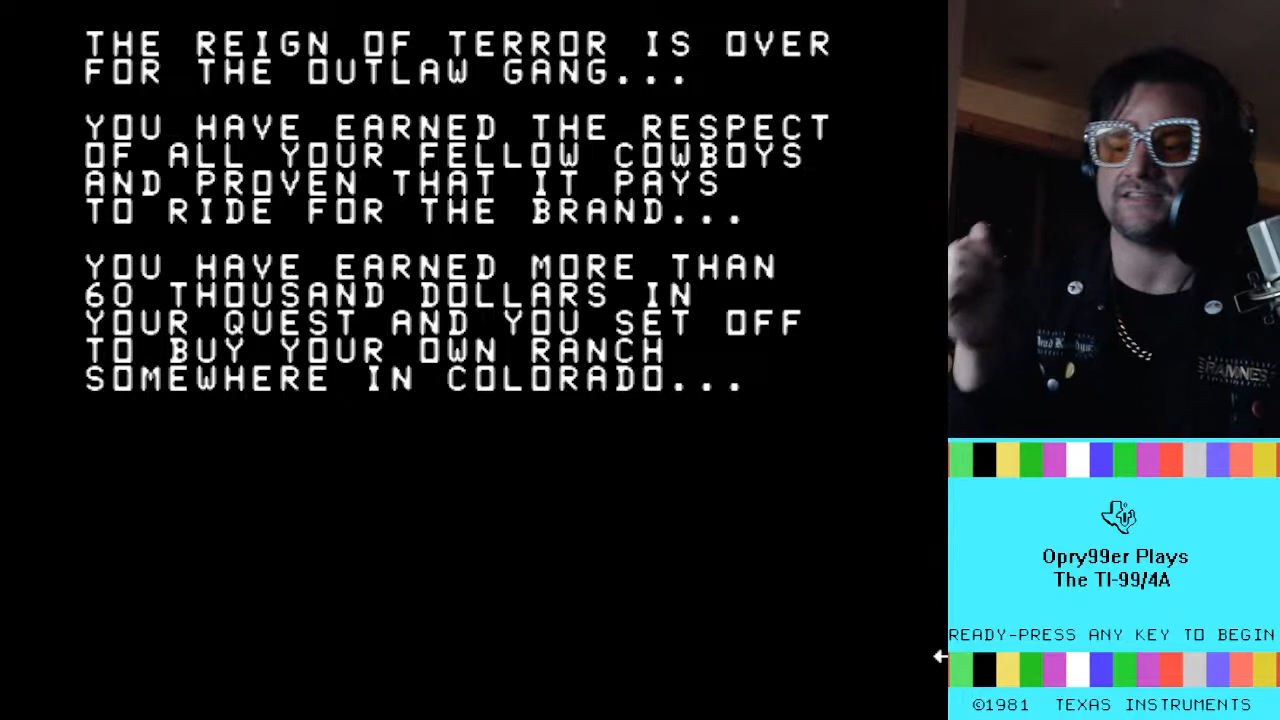 THE REIGN OF TERROR IS OVER
FOR THE OUTLAW GANG...
YOU HAVE EARNED THE RESPECT
OF ALL YOUR FELLOW COWBOYS
AND PROVEN THAT IT PAYS
TO RIDE FOR THE BRAND...
YOU HAVE EARNED MORE THAN
60 THOUSAND DOLLARS IN
YOUR QUEST AND YOU SET OFF
TO BUY YOUR OWN RANCH
SOMEWHERE IN COLORADO...
RAMNES
Opry99er Plays
The TI-99/4A
READY-PRESS ANY KEY TO BEGIN
©1981 TEXAS INSTRUMENTS